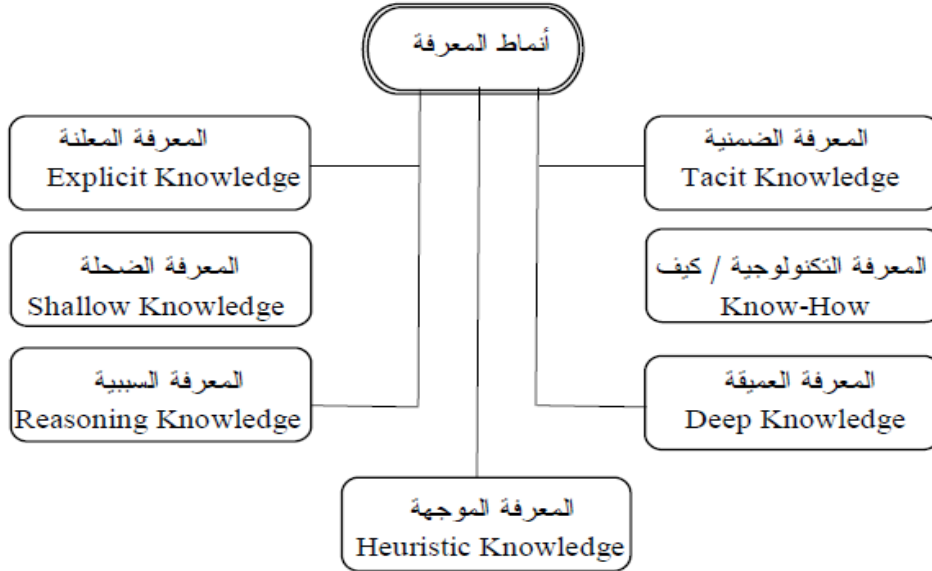 أنماط المعرفة
المعرفة الضمنية
Tacit Knowledge
المعرفة المعلنة
Explicit Knowledge
المعرفة التكنولوجية / كيف
Know-How
المعرفة الضحلة
Shallow Knowledge
المعرفة العميقة
Deep Knowledge
المعرفة السببية
Reasoning Knowledge
المعرفة الموجهة
Heuristic Knowledge